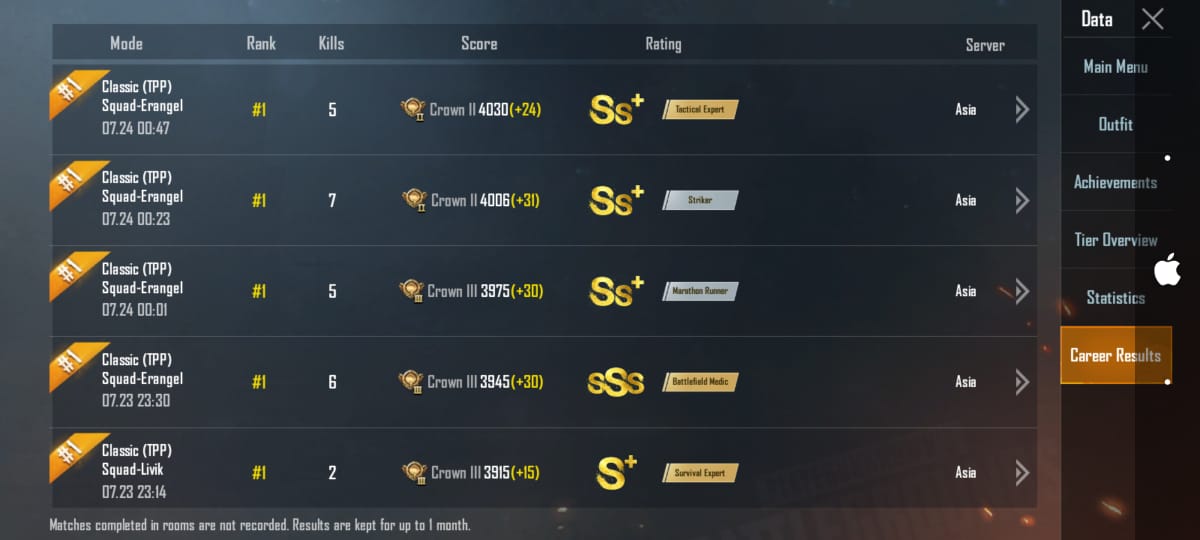 Data
Mode Rank Kills Score Rating Server
Main Menu
Outfit
Achievements
Tier Overview
Statistics
Career Results
#1
Classic (TPP)
Squad-Erangel
07.24 00:47
#1 5 II Crown II 4030(+24) SS+ Tactical Expert Asia
#1
Classic (TPP)
Squad-Erangel
07.24 00:23
#1 7 II Crown II 4006(+31) SS+ Striker Asia
#1
Classic (TPP)
Squad-Erangel
07.24 00:01
#1 5 III Crown III 3975(+30) SS+ Marathon Runner Asia
#1
Classic (TPP)
Squad-Erangel
07.23 23:30
#1 6 III Crown III 3945(+30) SSS Battlefield Medic Asia
#1
Classic (TPP)
Squad-Livik
07.23 23:14
#1 2 III Crown III 3915(+15) S+ Survival Expert Asia
Matches completed in rooms are not recorded. Results are kept for up to 1 month.